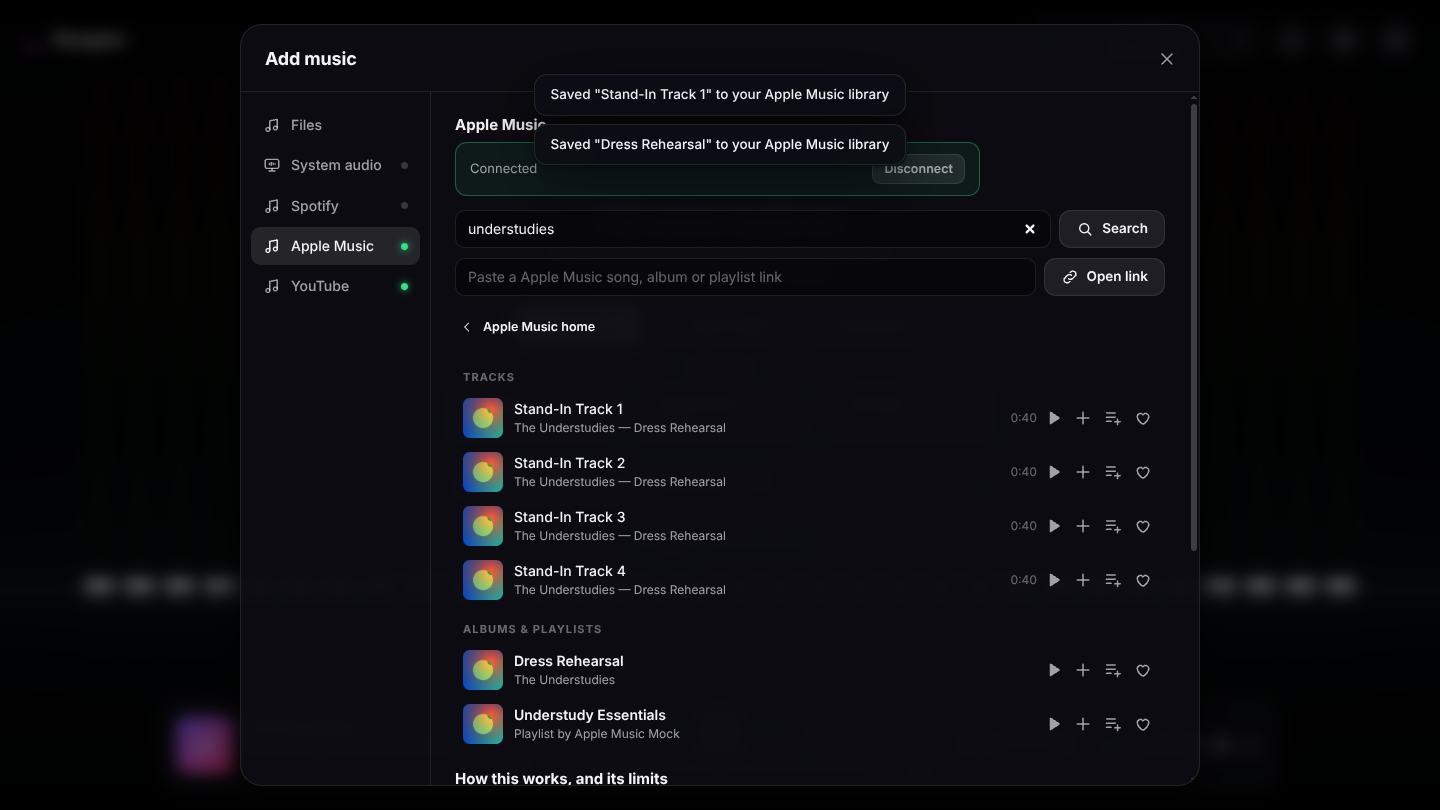 Add music
Saved "Stand-In Track 1" to your Apple Music library
Saved "Dress Rehearsal" to your Apple Music library
Files
System audio
Spotify
Apple Music
YouTube
Apple Music
Connected
Disconnect
understudies
Search
Paste a Apple Music song, album or playlist link
Open link
Apple Music home
TRACKS
Stand-In Track 1
The Understudies — Dress Rehearsal
0:40
Stand-In Track 2
The Understudies — Dress Rehearsal
0:40
Stand-In Track 3
The Understudies — Dress Rehearsal
0:40
Stand-In Track 4
The Understudies — Dress Rehearsal
0:40
ALBUMS & PLAYLISTS
Dress Rehearsal
The Understudies
Understudy Essentials
Playlist by Apple Music Mock
How this works, and its limits